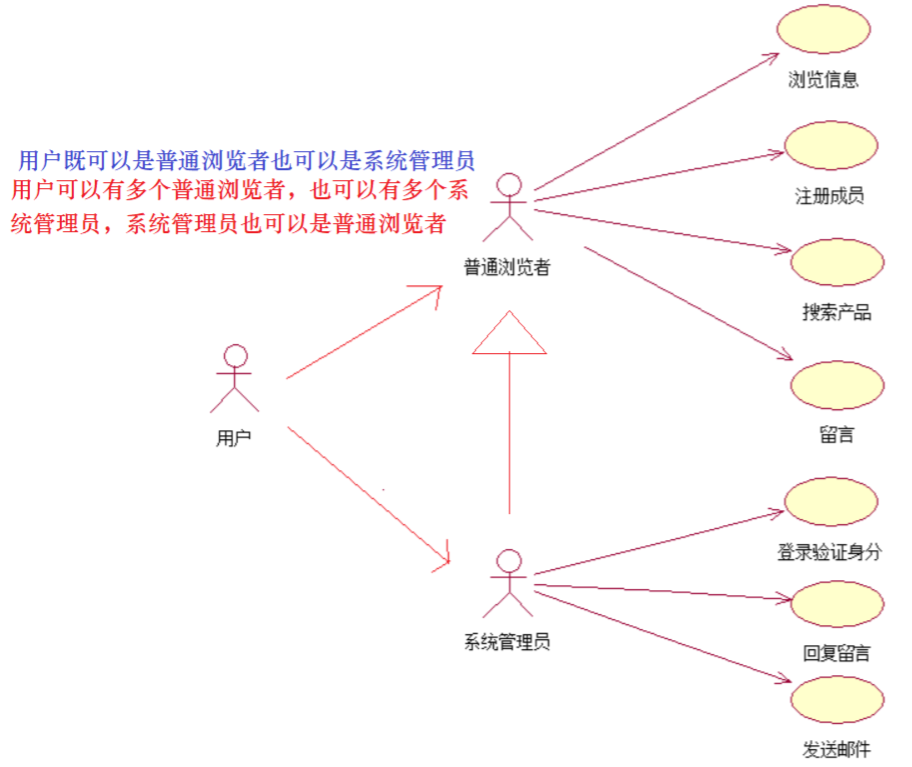 浏览信息
用户既可以是普通浏览者也可以是系统管理员
用户可以有多个普通浏览者，也可以有多个系
统管理员，系统管理员也可以是普通浏览者
注册成员
普通浏览者
搜索产品
用户
留言
登录验证身分
系统管理员
回复留言
发送邮件